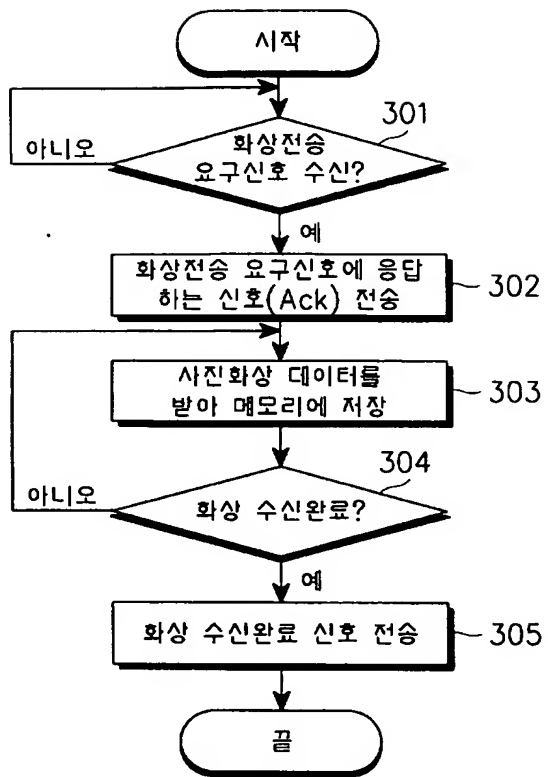 시작
301
화상전송
요구신호 수신?
아니오
예
화상전송 요구신호에 응답
하는 신호(Ack) 전송
302
사진화상 데이터를
받아 메모리에 저장
303
304
화상 수신완료?
아니오
예
화상 수신완료 신호 전송
305
끝